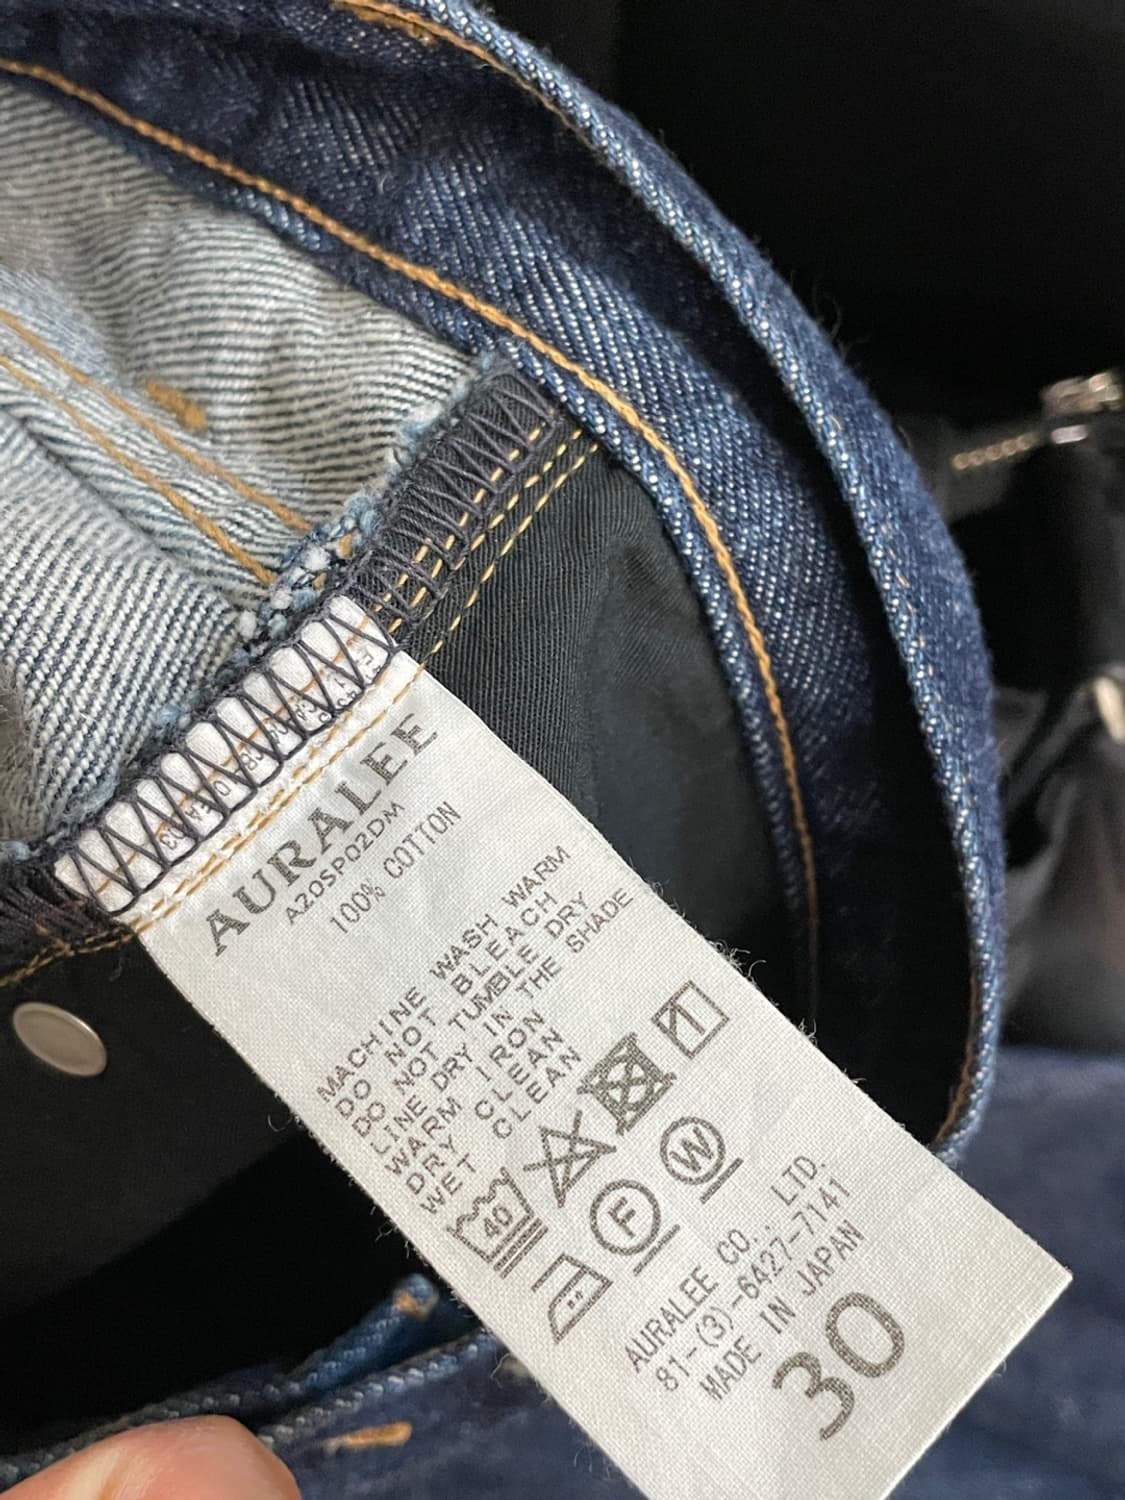 AURALEE
A20SP02DM
100% COTTON
MACHINE WASH WARM
DO NOT BLEACH
DO NOT TUMBLE DRY
LINE DRY IN THE SHADE
WARM IRON
DRY CLEAN
WET CLEAN
40
F
W
AURALEE CO., LTD.
81-(3)-6427-7141
MADE IN JAPAN
30